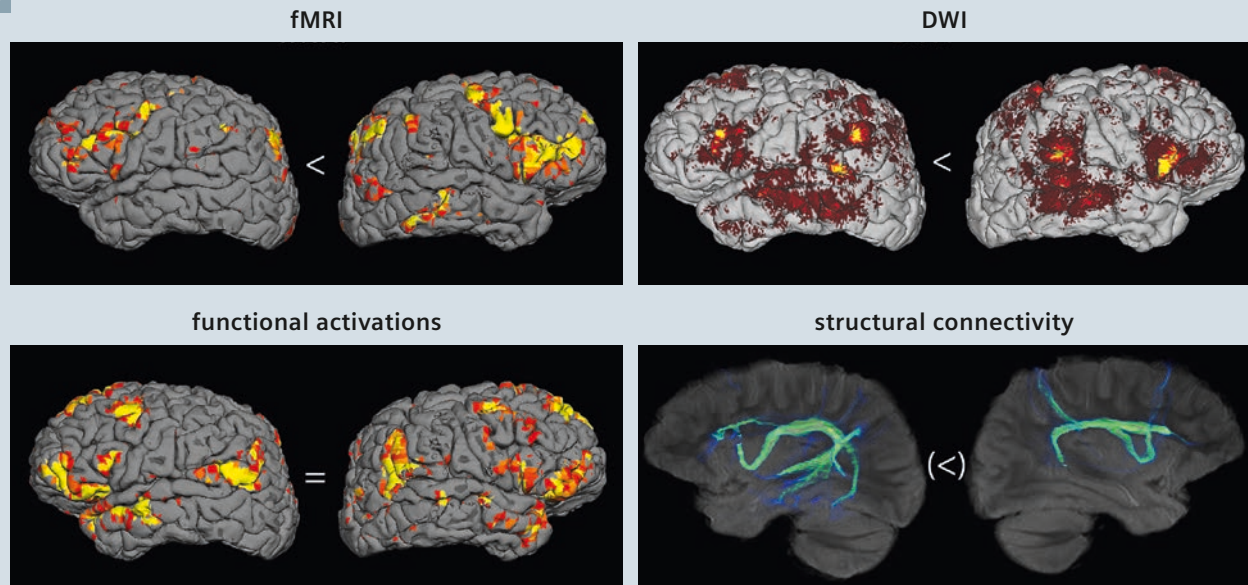 fMRI
DWI
<
<
functional activations
structural connectivity
=
(<)